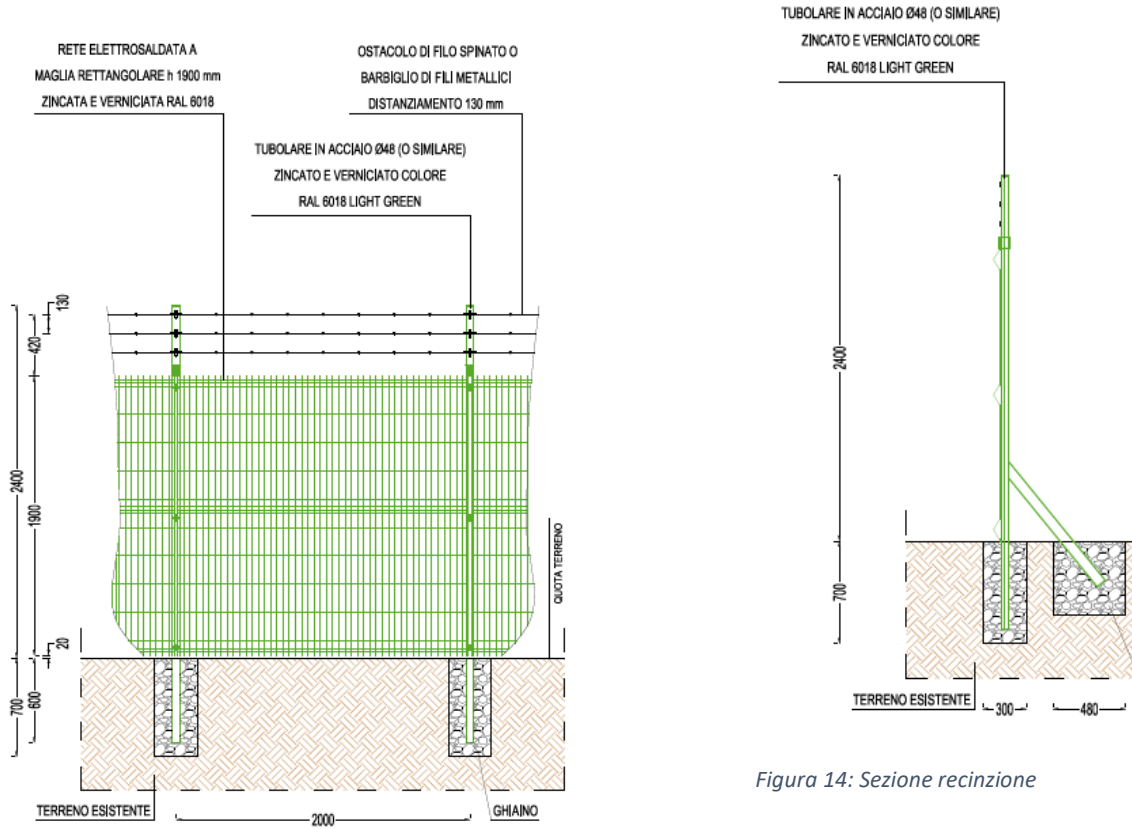 RETE ELETTROSALDATA A
MAGLIA RETTANGOLARE h 1900 mm
ZINCATA E VERNICIATA RAL 6018
OSTACOLO DI FILO SPINATO O
BARBIGLIO DI FILI METALLICI
DISTANZIAMENTO 130 mm
TUBOLARE IN ACCIAIO Ø48 (O SIMILARE)
ZINCATO E VERNICIATO COLORE
RAL 6018 LIGHT GREEN
130
420
2400
1900
20
700
600
QUOTA TERRENO
TERRENO ESISTENTE
2000
GHIAINO
TUBOLARE IN ACCIAIO Ø48 (O SIMILARE)
ZINCATO E VERNICIATO COLORE
RAL 6018 LIGHT GREEN
2400
700
TERRENO ESISTENTE
300
480
Figura 14: Sezione recinzione